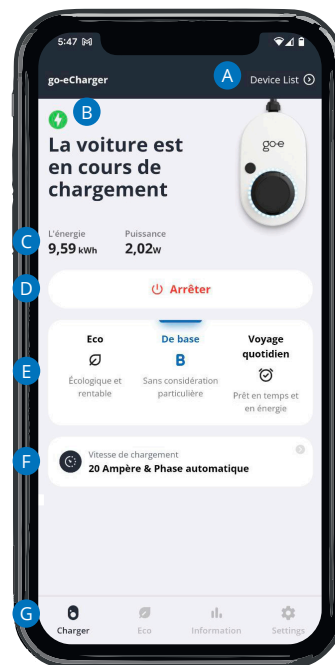 5:47
go-eCharger
A
Device List
B
La voiture est
en cours de
chargement
go-e
L'énergie
Puissance
C
9,59 kWh
2,02w
D
Arrêter
Eco
De base
Voyage
quotidien
B
E
Écologique et
rentable
Sans considération
particulière
Prêt en temps et
en énergie
F
Vitesse de chargement
20 Ampère & Phase automatique
G
Charger
Eco
Information
Settings